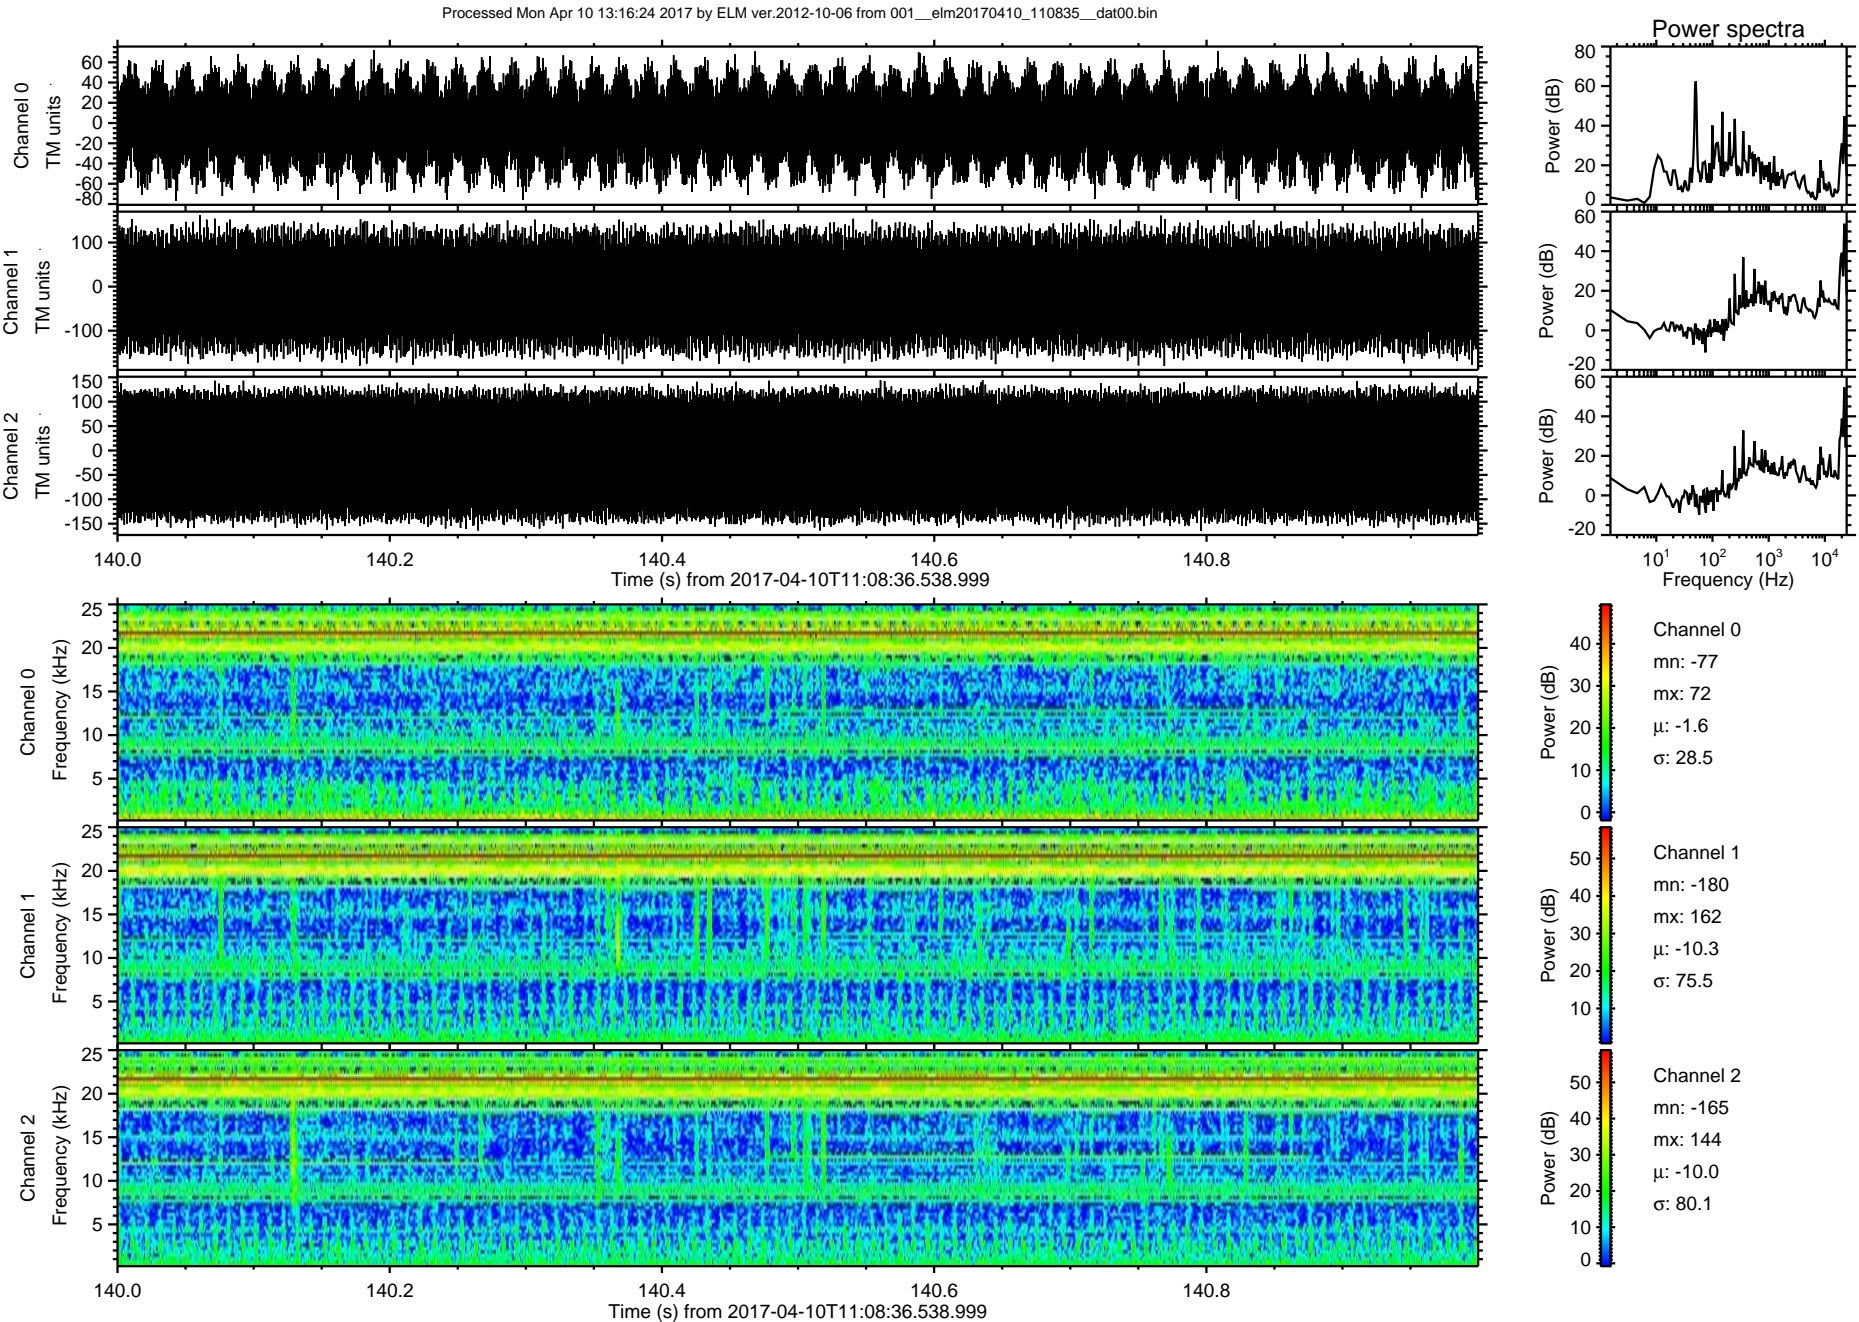 Processed Mon Apr 10 13:16:24 2017 by ELM ver.2012-10-06 from 001__elm20170410_110835__dat00.bin
Power spectra
Channel 0
TM units
60
40
20
0
-20
-40
-60
-80
Power (dB)
80
60
40
20
0
Channel 1
TM units
100
0
-100
Power (dB)
60
40
20
0
-20
Channel 2
TM units
150
100
50
0
-50
-100
-150
Power (dB)
60
40
20
0
-20
140.0 140.2 140.4 140.6 140.8
Time (s) from 2017-04-10T11:08:36.538.999
10¹ 10² 10³ 10⁴
Frequency (Hz)
Channel 0
Frequency (kHz)
25
20
15
10
5
Power (dB)
40
30
20
10
0
Channel 0
mn: -77
mx: 72
μ: -1.6
σ: 28.5
Channel 1
Frequency (kHz)
25
20
15
10
5
Power (dB)
50
40
30
20
10
Channel 1
mn: -180
mx: 162
μ: -10.3
σ: 75.5
Channel 2
Frequency (kHz)
25
20
15
10
5
Power (dB)
50
40
30
20
10
0
Channel 2
mn: -165
mx: 144
μ: -10.0
σ: 80.1
140.0 140.2 140.4 140.6 140.8
Time (s) from 2017-04-10T11:08:36.538.999